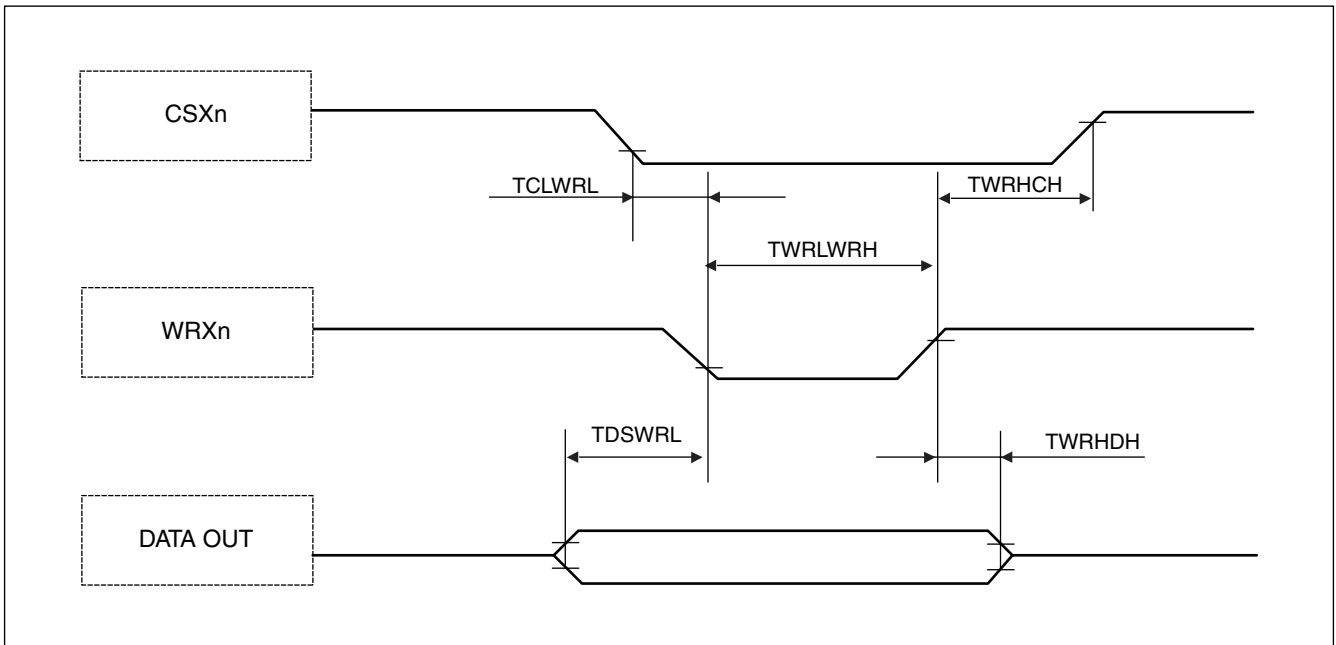 CSXn
TCLWRL
TWRHCH
TWRLWRH
WRXn
TDSWRL
TWRHDH
DATA OUT